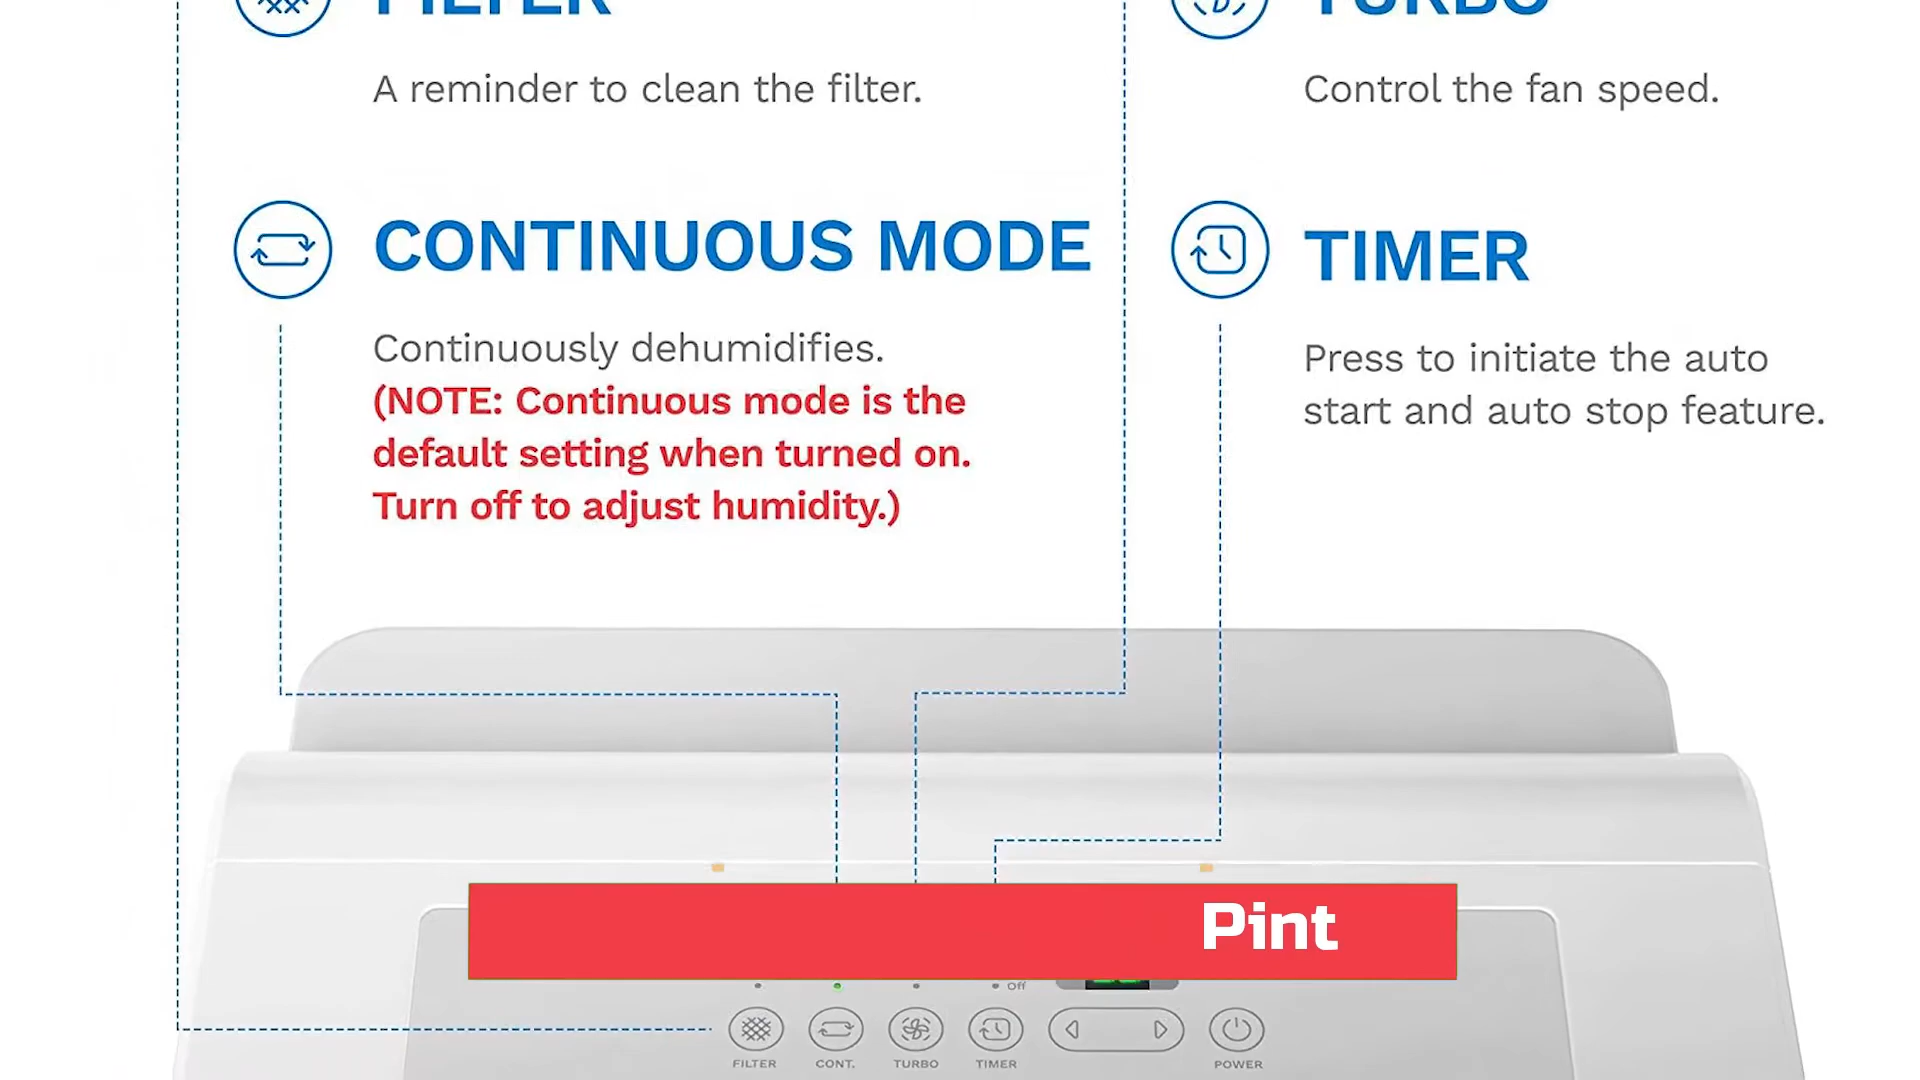 FILTER
TURBO
A reminder to clean the filter.
Control the fan speed.
CONTINUOUS MODE
TIMER
Continuously dehumidifies.
(NOTE: Continuous mode is the
default setting when turned on.
Turn off to adjust humidity.)
Press to initiate the auto
start and auto stop feature.
Pint
Off
FILTER
CONT.
TURBO
TIMER
POWER